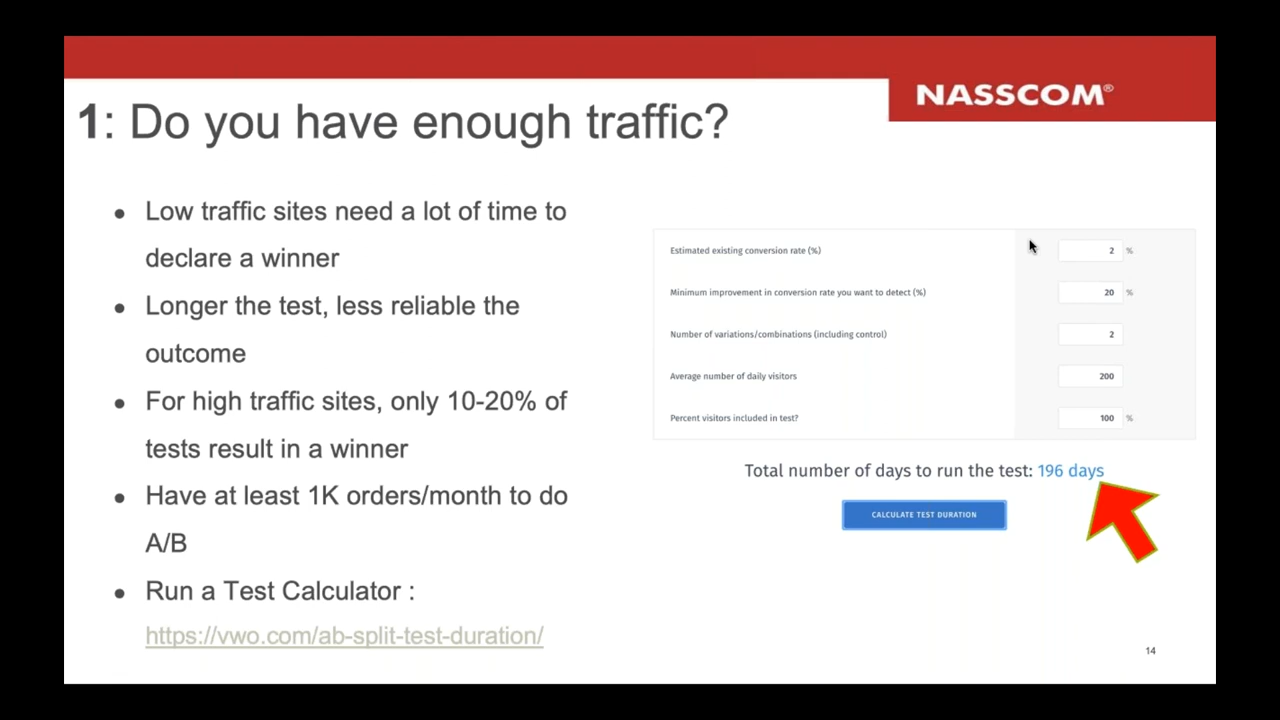 NASSCOM®
1: Do you have enough traffic?
● Low traffic sites need a lot of time to
declare a winner
● Longer the test, less reliable the
outcome
● For high traffic sites, only 10-20% of
tests result in a winner
● Have at least 1K orders/month to do
A/B
● Run a Test Calculator :
https://vwo.com/ab-split-test-duration/
Estimated existing conversion rate (%) 2 %
Minimum improvement in conversion rate you want to detect (%) 20 %
Number of variations/combinations (including control) 2
Average number of daily visitors 200
Percent visitors included in test? 100 %
Total number of days to run the test: 196 days
CALCULATE TEST DURATION
14